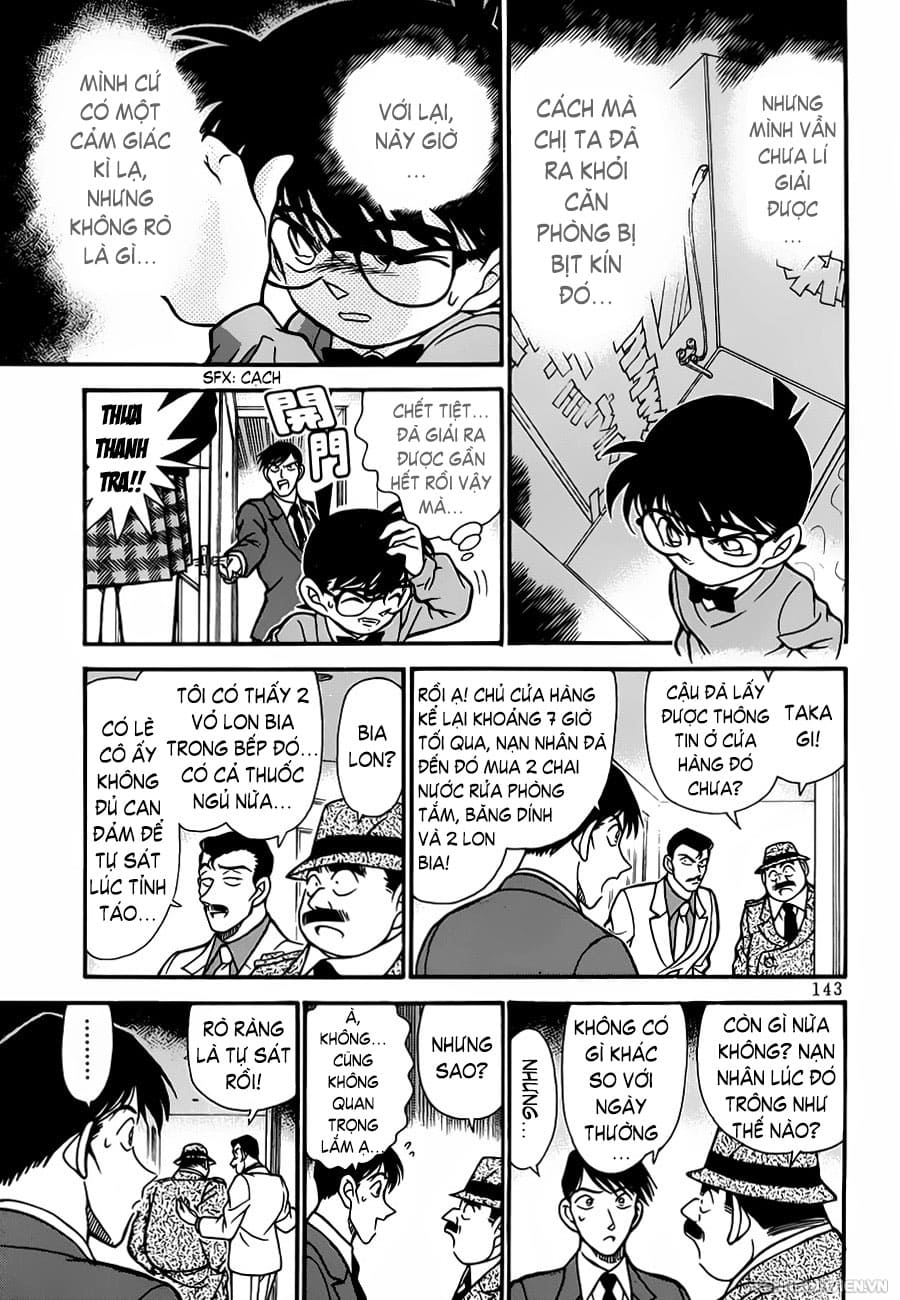 NHƯNG
MÌNH VẪN
CHƯA LÍ
GIẢI
ĐƯỢC
...
CÁCH MÀ
CHỊ TA ĐÃ
RA KHỎI
CĂN
PHÒNG BỊ
BỊT KÍN
ĐÓ...
VỚI LẠI,
NÀY GIỜ
...
MÌNH CỨ
CÓ MỘT
CẢM GIÁC
KÌ LẠ,
NHƯNG
KHÔNG RÕ
LÀ GÌ...
SFX: CẠCH
開
門
CHẾT TIỆT...
ĐÃ GIẢI RA
ĐƯỢC GẦN
HẾT RỒI VẬY
MÀ...
THƯA
THANH
TRA!!
TAKA
GI!
CẬU ĐÃ LẤY
ĐƯỢC THÔNG
TIN Ở CỬA
HÀNG ĐÓ
CHƯA?
RỒI Ạ! CHỦ CỬA HÀNG
KỂ LẠI KHOẢNG 7 GIỜ
TỐI QUA, NẠN NHÂN ĐÃ
ĐẾN ĐÓ MUA 2 CHAI
NƯỚC RỬA PHÒNG
TẮM, BĂNG DÍNH
VÀ 2 LON
BIA!
BIA
LON?
TÔI CÓ THẤY 2
VỎ LON BIA
TRONG BẾP ĐÓ...
CÓ CẢ THUỐC
NGỦ NỮA...
CÓ LẼ
CÔ ẤY
KHÔNG
ĐỦ CAN
ĐẢM ĐỂ
TỰ SÁT
LÚC TỈNH
TÁO...
143
CÒN GÌ NỮA
KHÔNG? NẠN
NHÂN LÚC ĐÓ
TRÔNG NHƯ
THẾ NÀO?
KHÔNG CÓ
GÌ KHÁC
SO VỚI
NGÀY
THƯỜNG
...
NHƯNG...
NHƯNG
SAO?
À,
KHÔNG...
CŨNG
KHÔNG
QUAN
TRỌNG
LẮM Ạ...
RÕ RÀNG
LÀ TỰ SÁT
RỒI!
........